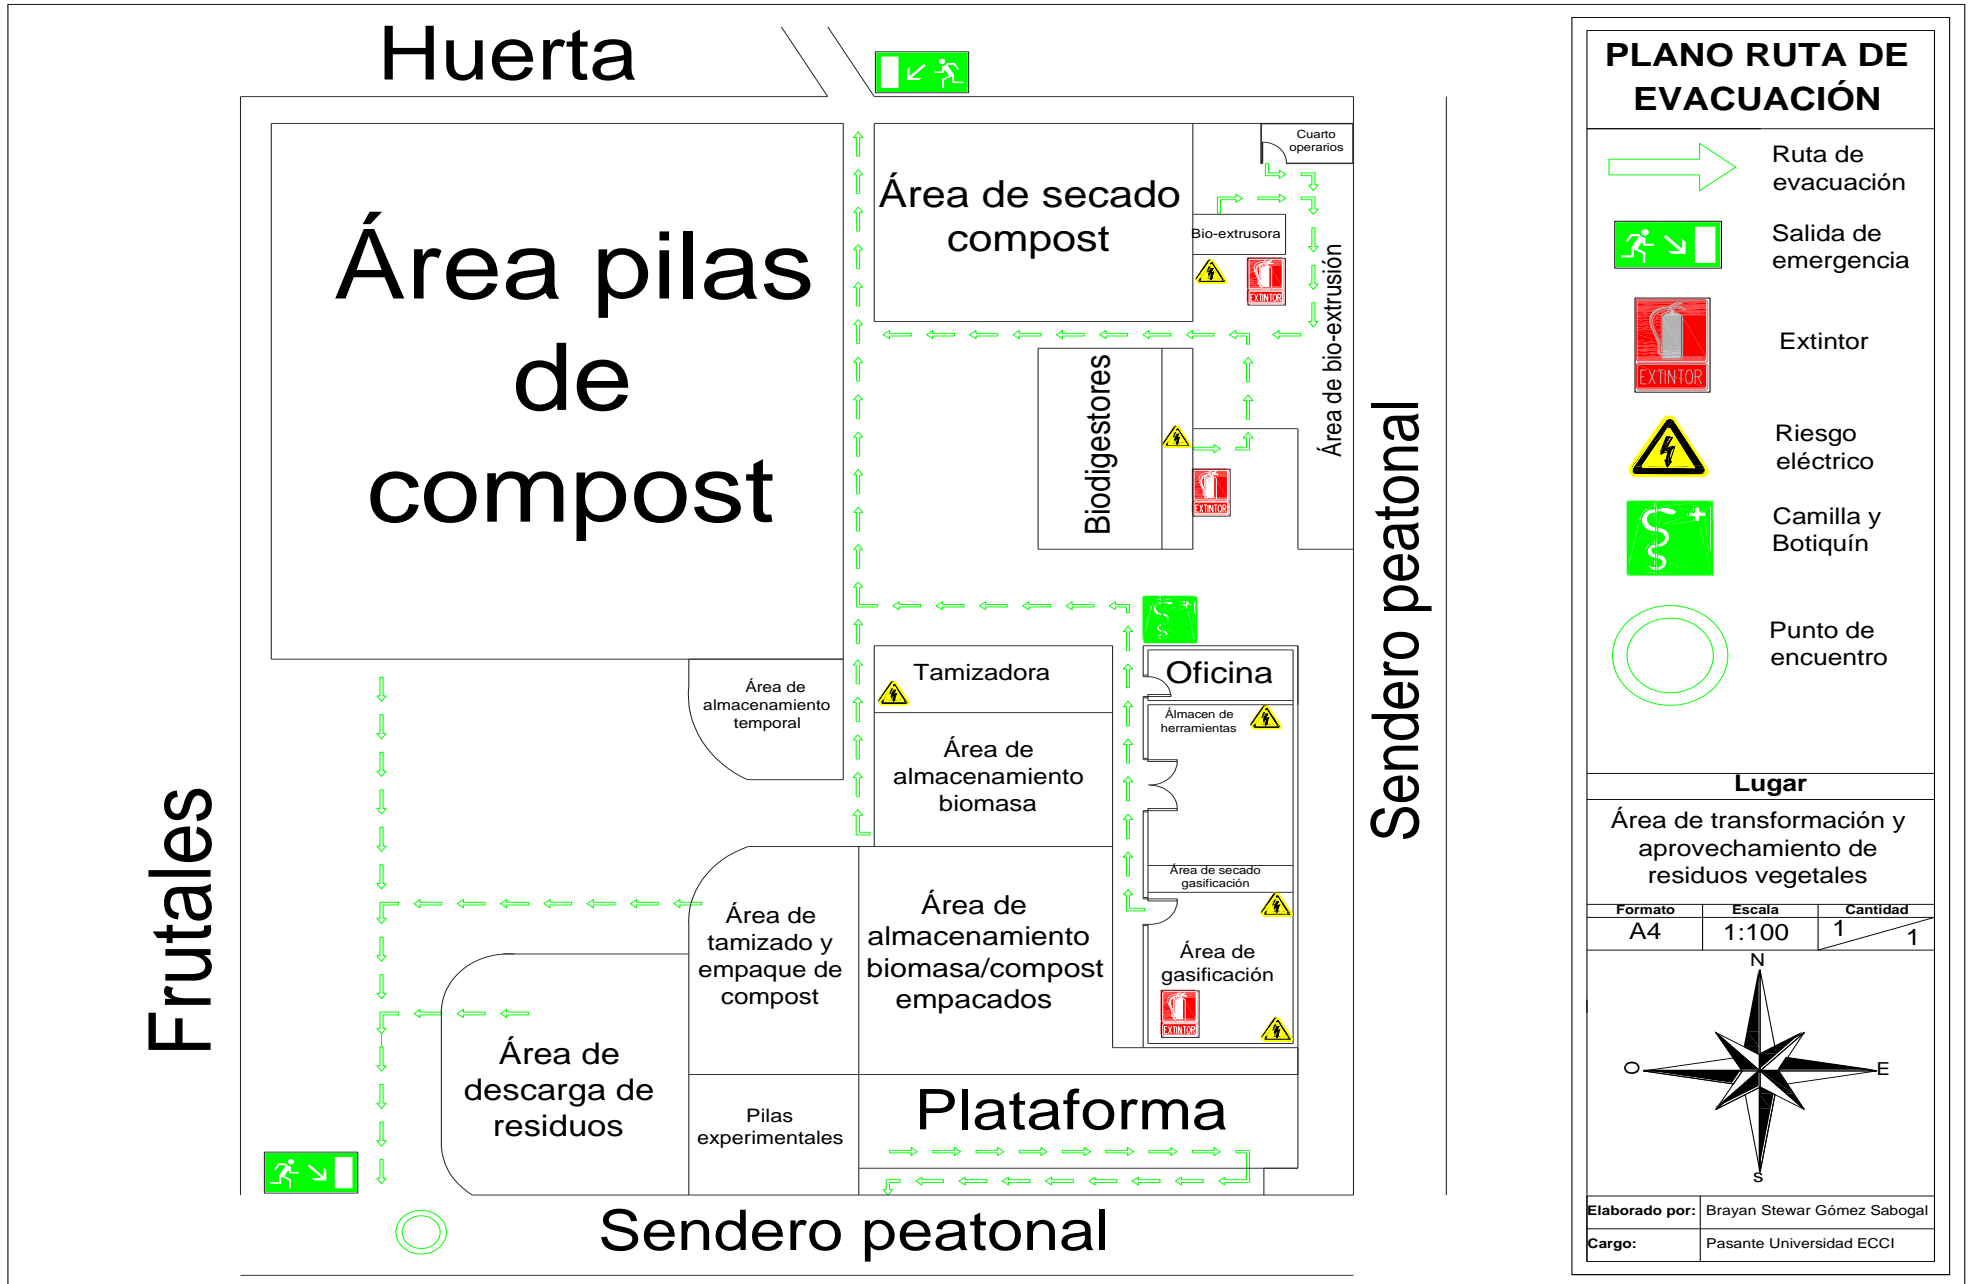 Huerta
Área pilas
de
compost
Área de secado
compost
Cuarto
operarios
Bio-extrusora
EXTINTOR
Área de bio-extrusión
Biodigestores
EXTINTOR
Sendero peatonal
Frutales
Área de
almacenamiento
temporal
Tamizadora
Oficina
Álmacen de
herramientas
Área de
almacenamiento
biomasa
Área de secado
gasificación
Área de
tamizado y
empaque de
compost
Área de
almacenamiento
biomasa/compost
empacados
Área de
gasificación
EXTINTOR
Área de
descarga de
residuos
Pilas
experimentales
Plataforma
Sendero peatonal
PLANO RUTA DE
EVACUACIÓN
Ruta de
evacuación
Salida de
emergencia
EXTINTOR
Extintor
Riesgo
eléctrico
Camilla y
Botiquín
Punto de
encuentro
Lugar
Área de transformación y
aprovechamiento de
residuos vegetales
Formato Escala Cantidad
A4 1:100 1 1
N
O E
S
Elaborado por: Brayan Stewar Gómez Sabogal
Cargo: Pasante Universidad ECCI